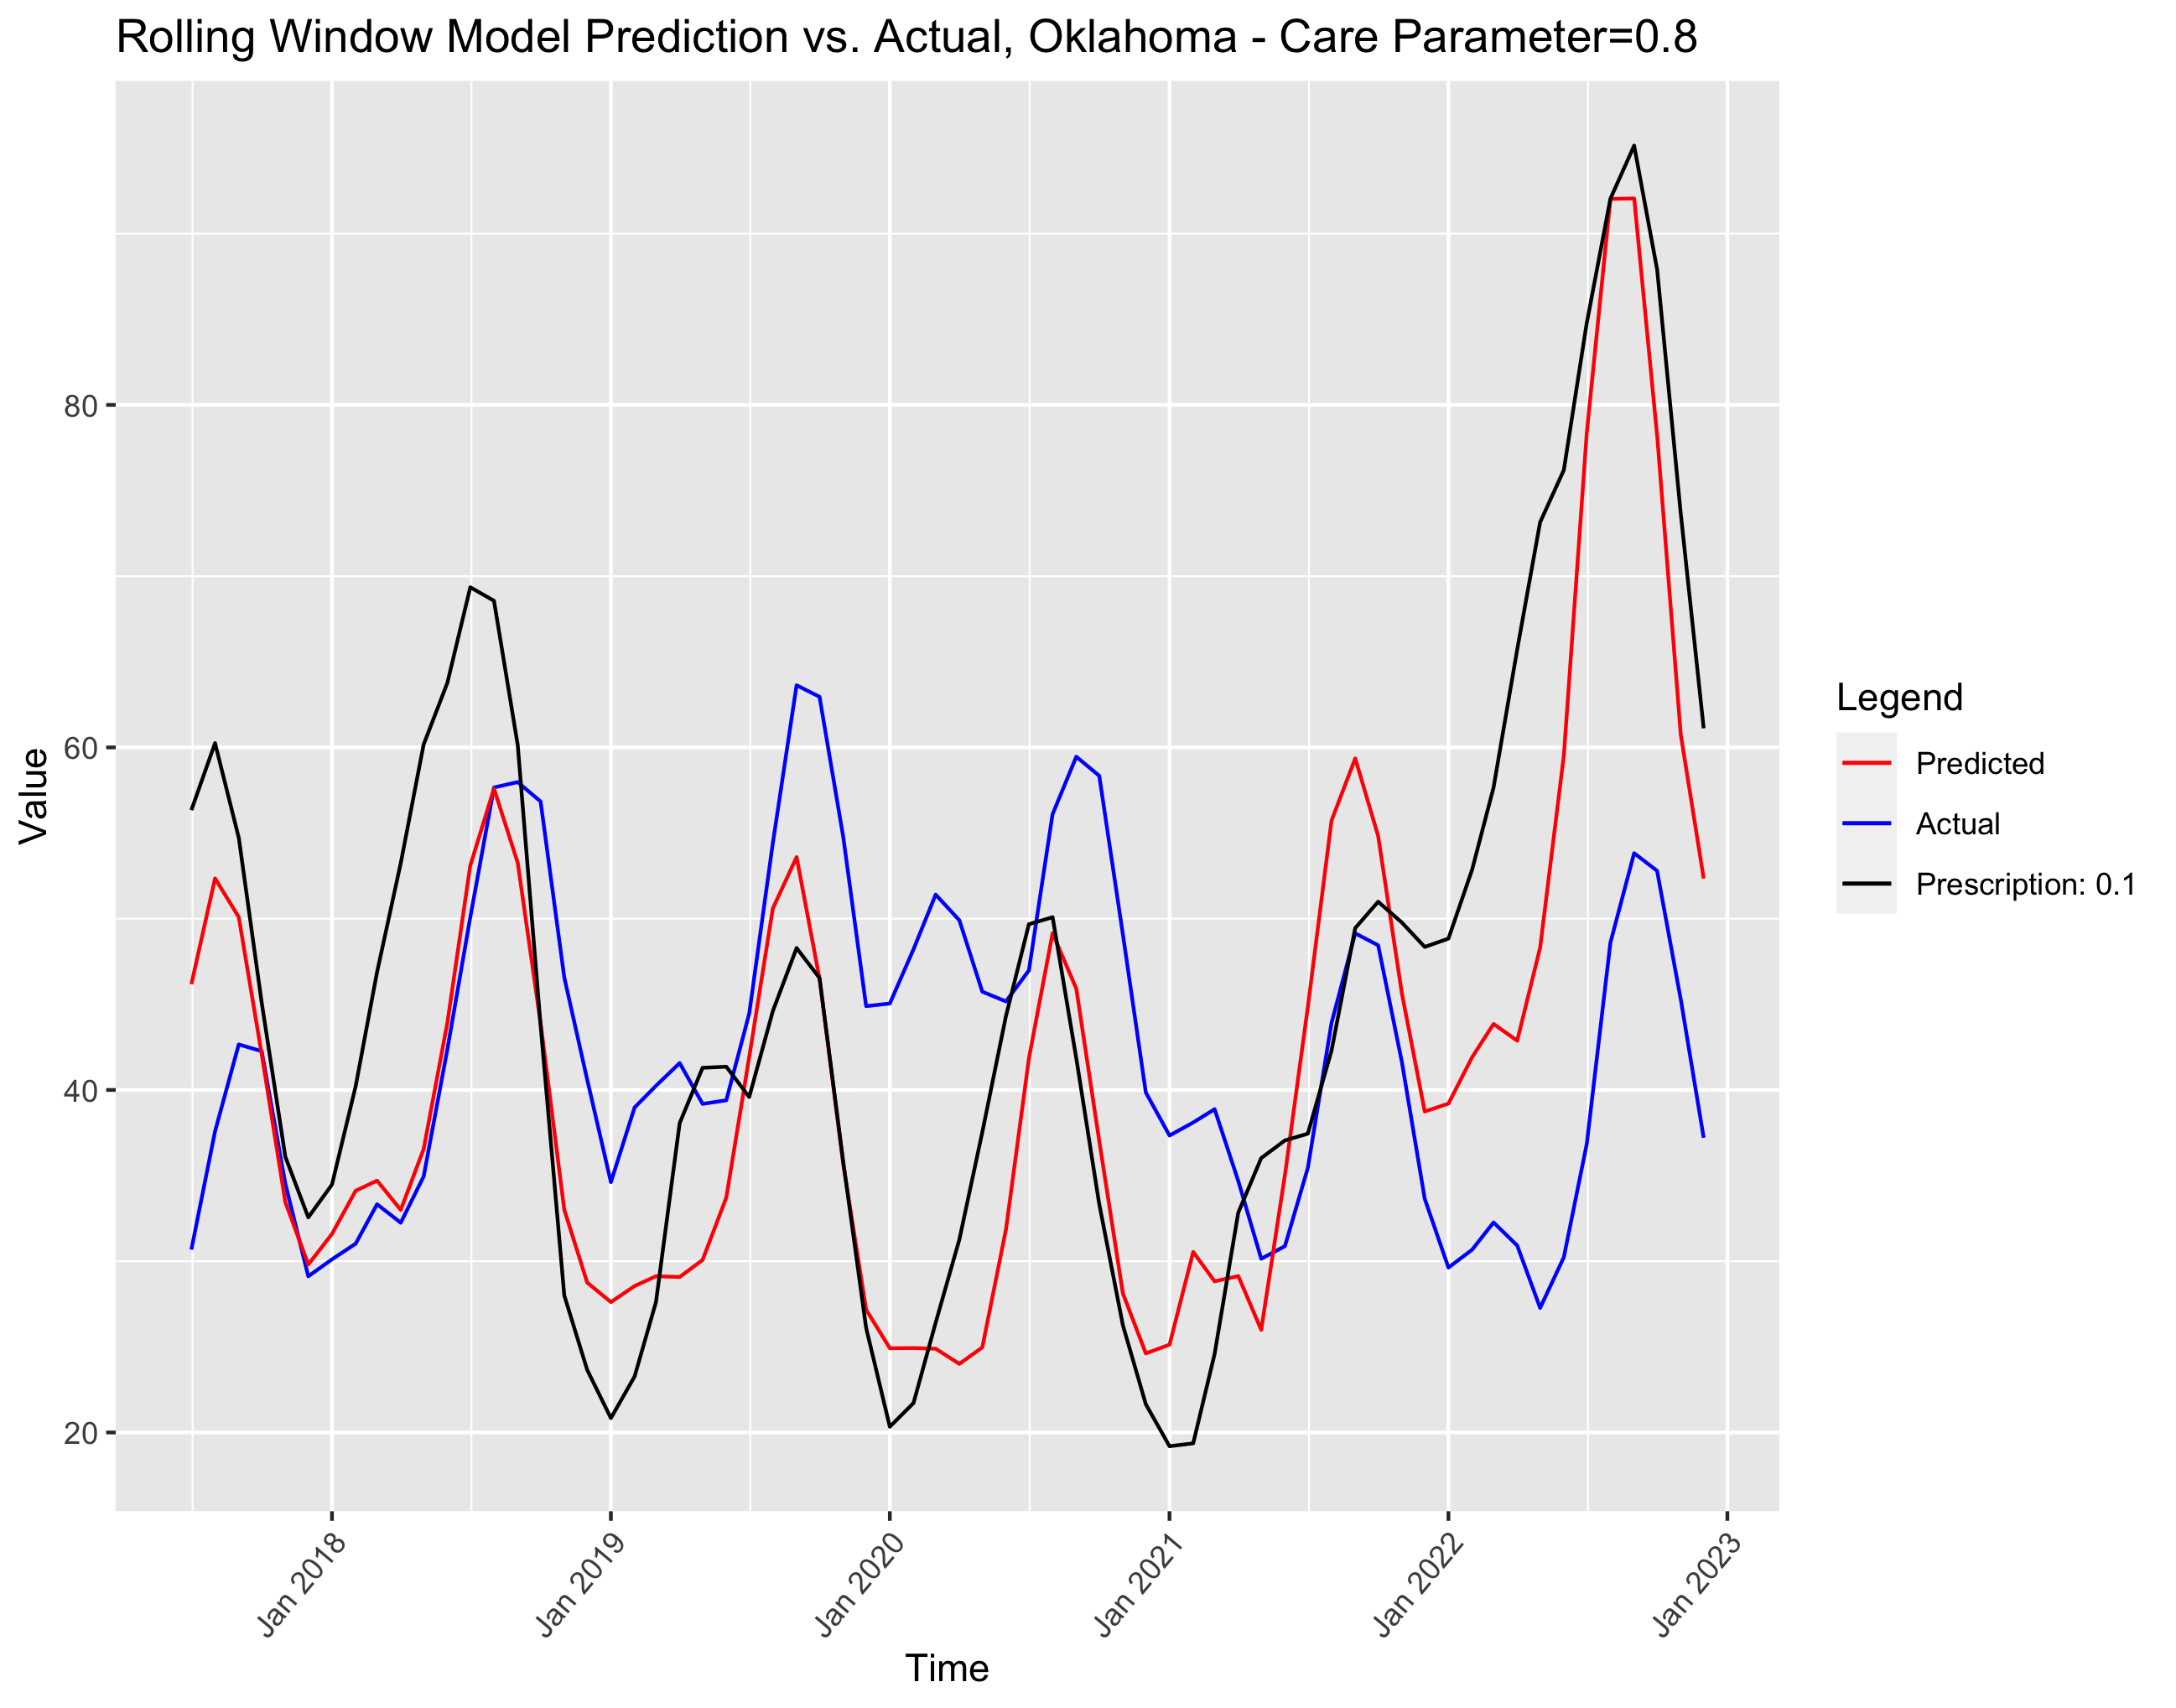 Rolling Window Model Prediction vs. Actual, Oklahoma - Care Parameter=0.8
Value
80
60
40
20
Jan 2018
Jan 2019
Jan 2020
Jan 2021
Jan 2022
Jan 2023
Time
Legend
Predicted
Actual
Prescription: 0.1